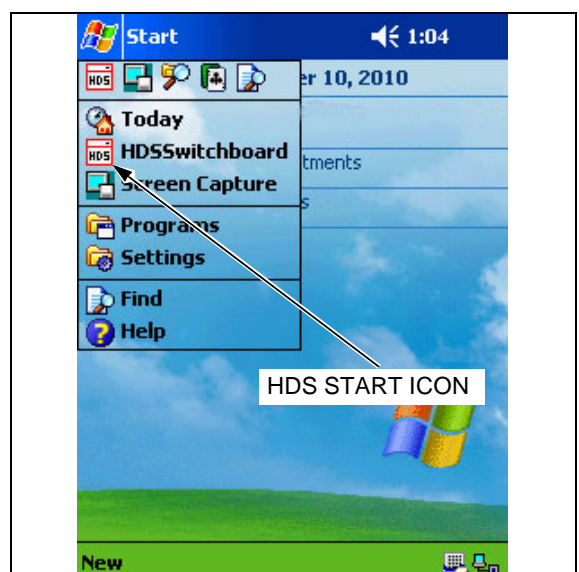 Start 1:04
HDS
er 10, 2010
Today
HDS HDSSwitchboard
tments
Screen Capture
s
Programs
Settings
Find
Help
HDS START ICON
New